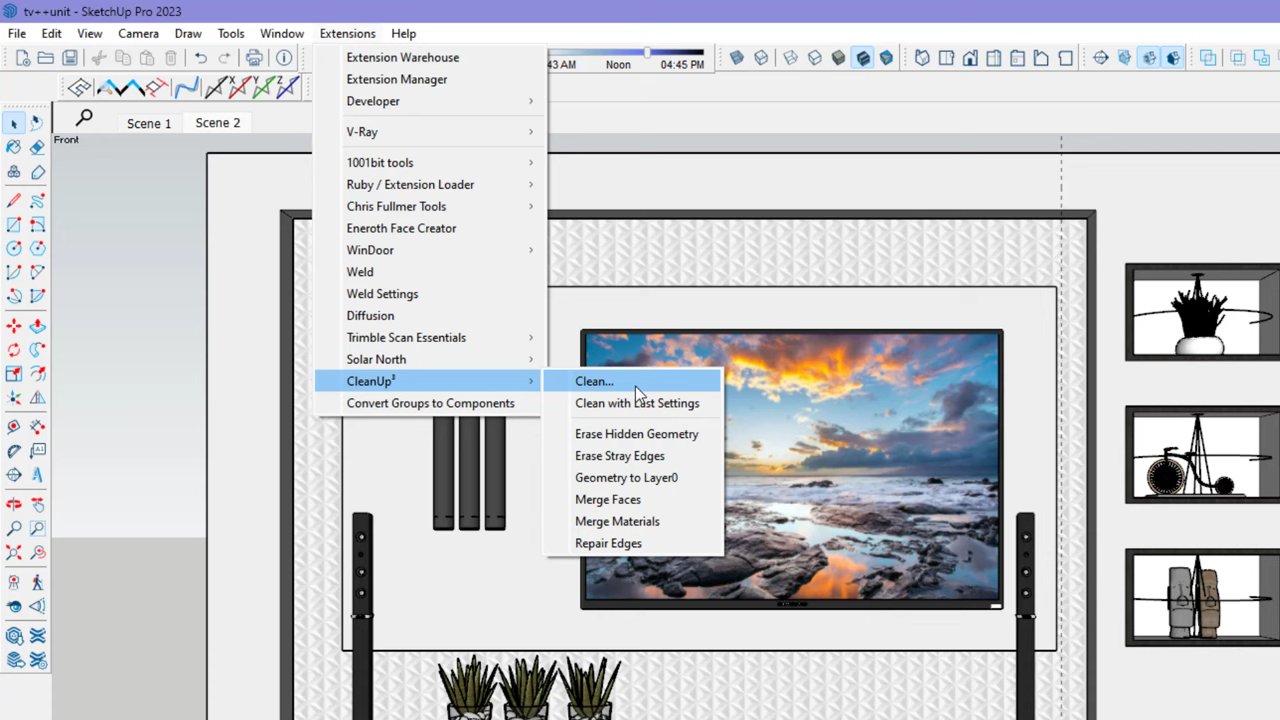 tv++unit - SketchUp Pro 2023
File Edit View Camera Draw Tools Window Extensions Help
43 AM Noon 04:45 PM
Scene 1 Scene 2
Front
Extension Warehouse
Extension Manager
Developer
V-Ray
1001bit tools
Ruby / Extension Loader
Chris Fullmer Tools
Eneroth Face Creator
WinDoor
Weld
Weld Settings
Diffusion
Trimble Scan Essentials
Solar North
CleanUp³
Convert Groups to Components
Clean...
Clean with Last Settings
Erase Hidden Geometry
Erase Stray Edges
Geometry to Layer0
Merge Faces
Merge Materials
Repair Edges